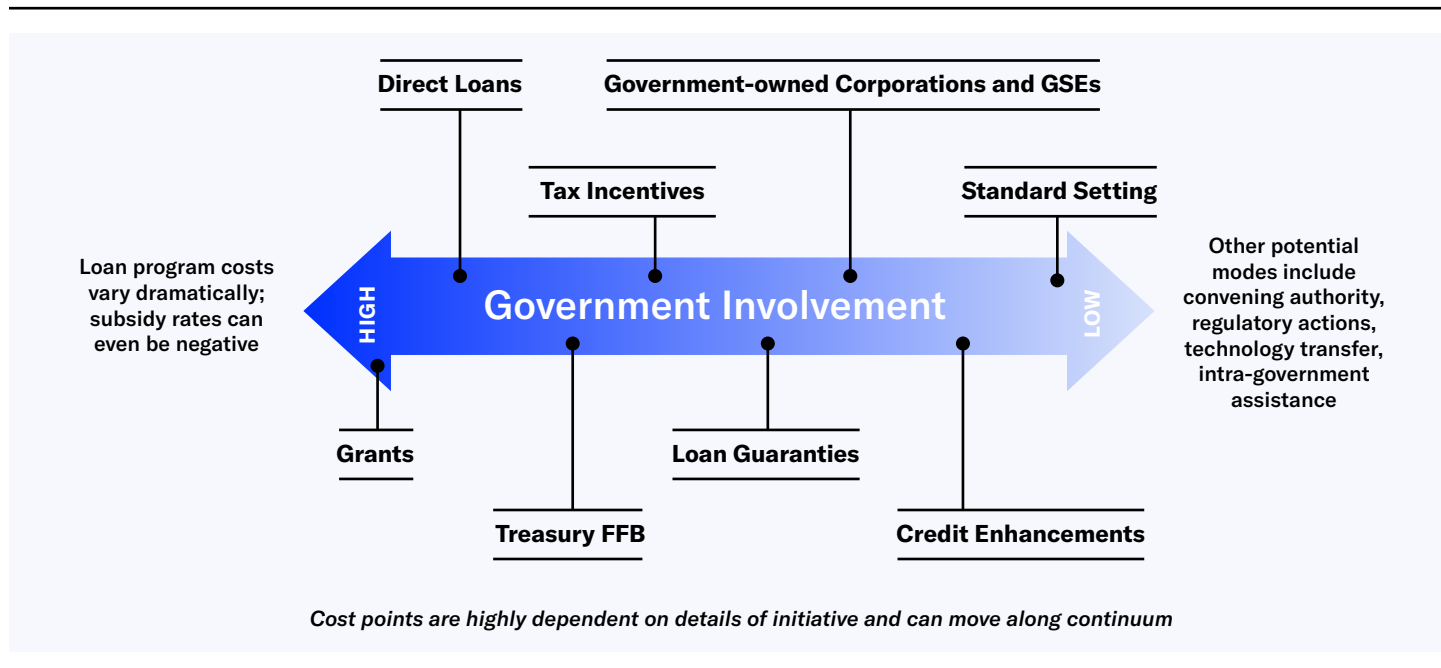 Direct Loans
Government-owned Corporations and GSEs
Tax Incentives
Standard Setting
Loan program costs
vary dramatically;
subsidy rates can
even be negative
HIGH
Government Involvement
LOW
Other potential
modes include
convening authority,
regulatory actions,
technology transfer,
intra-government
assistance
Grants
Loan Guaranties
Treasury FFB
Credit Enhancements
Cost points are highly dependent on details of initiative and can move along continuum